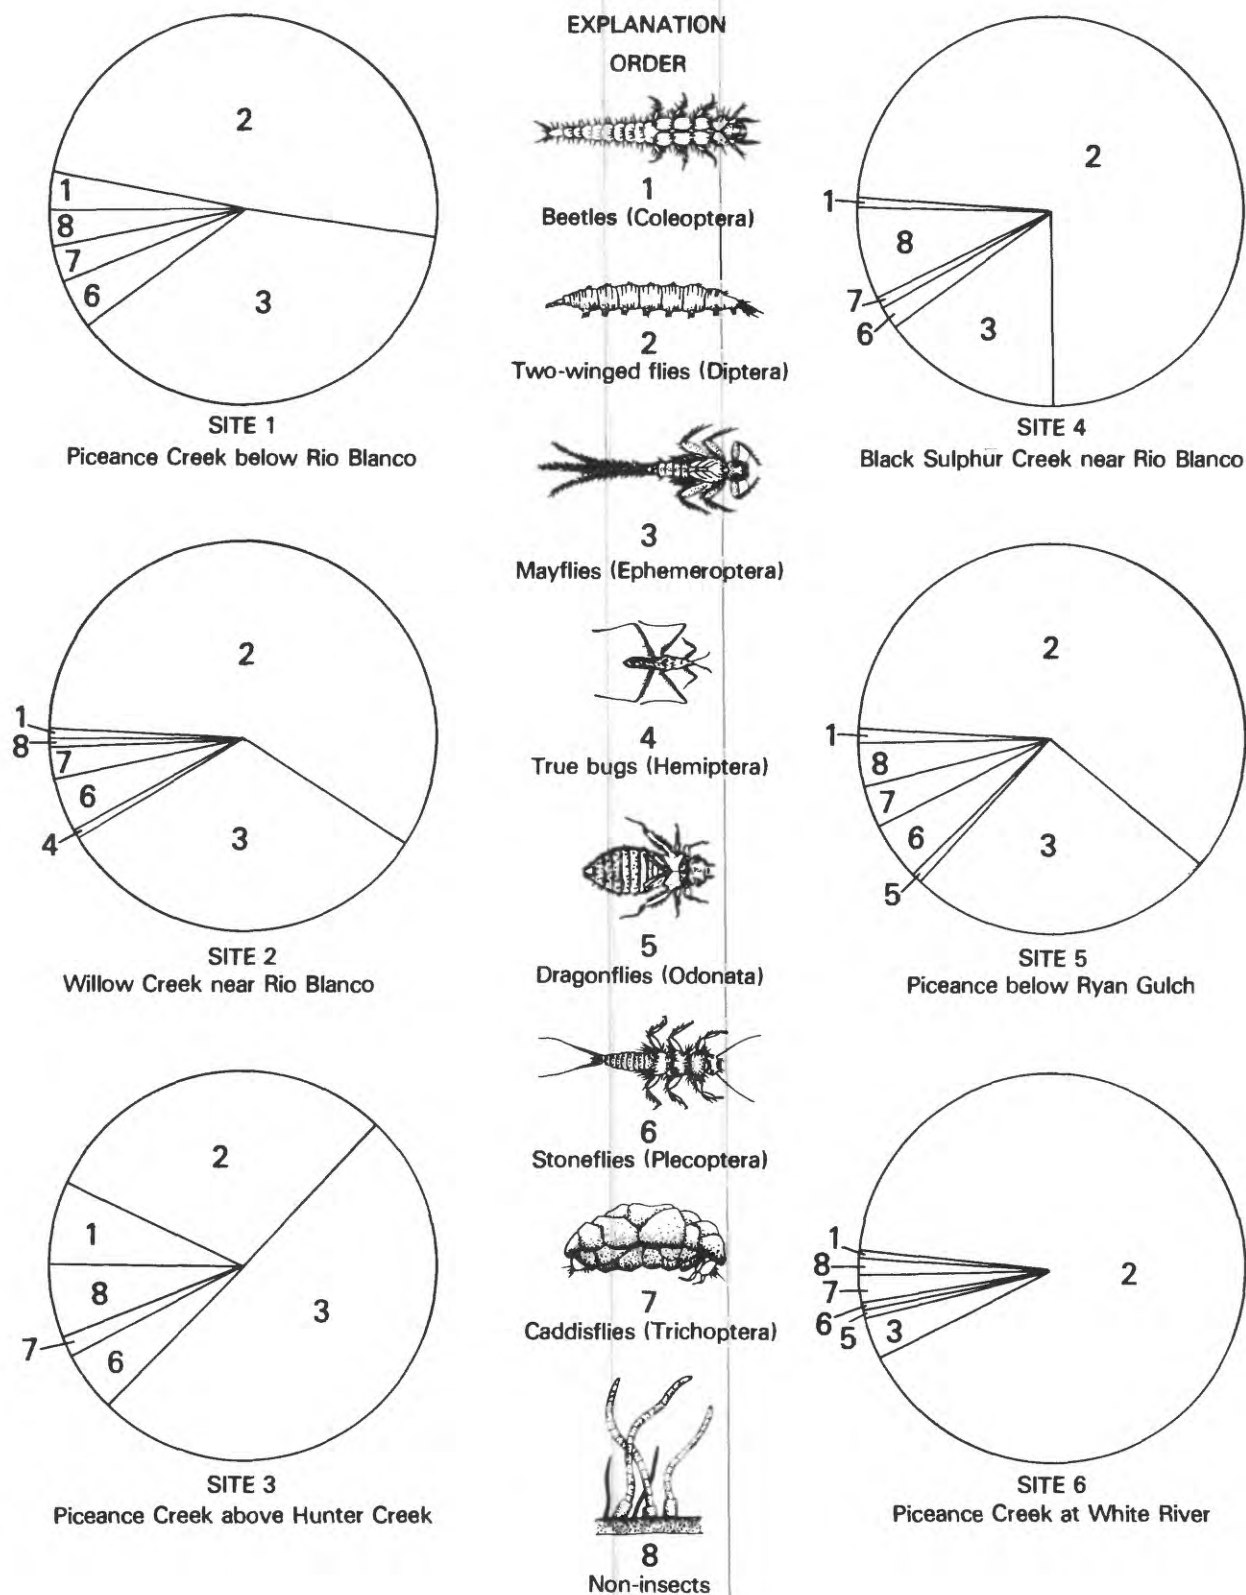 EXPLANATION
ORDER
1
Beetles (Coleoptera)
2
Two-winged flies (Diptera)
3
Mayflies (Ephemeroptera)
4
True bugs (Hemiptera)
5
Dragonflies (Odonata)
6
Stoneflies (Plecoptera)
7
Caddisflies (Trichoptera)
8
Non-insects
2
1
8
7
6
3
SITE 1
Piceance Creek below Rio Blanco
2
1
8
7
6
4
3
SITE 2
Willow Creek near Rio Blanco
2
1
8
7
6
3
SITE 3
Piceance Creek above Hunter Creek
2
1
8
7
6
3
SITE 4
Black Sulphur Creek near Rio Blanco
2
1
8
7
6
5
3
SITE 5
Piceance below Ryan Gulch
2
1
8
7
6
5
3
SITE 6
Piceance Creek at White River